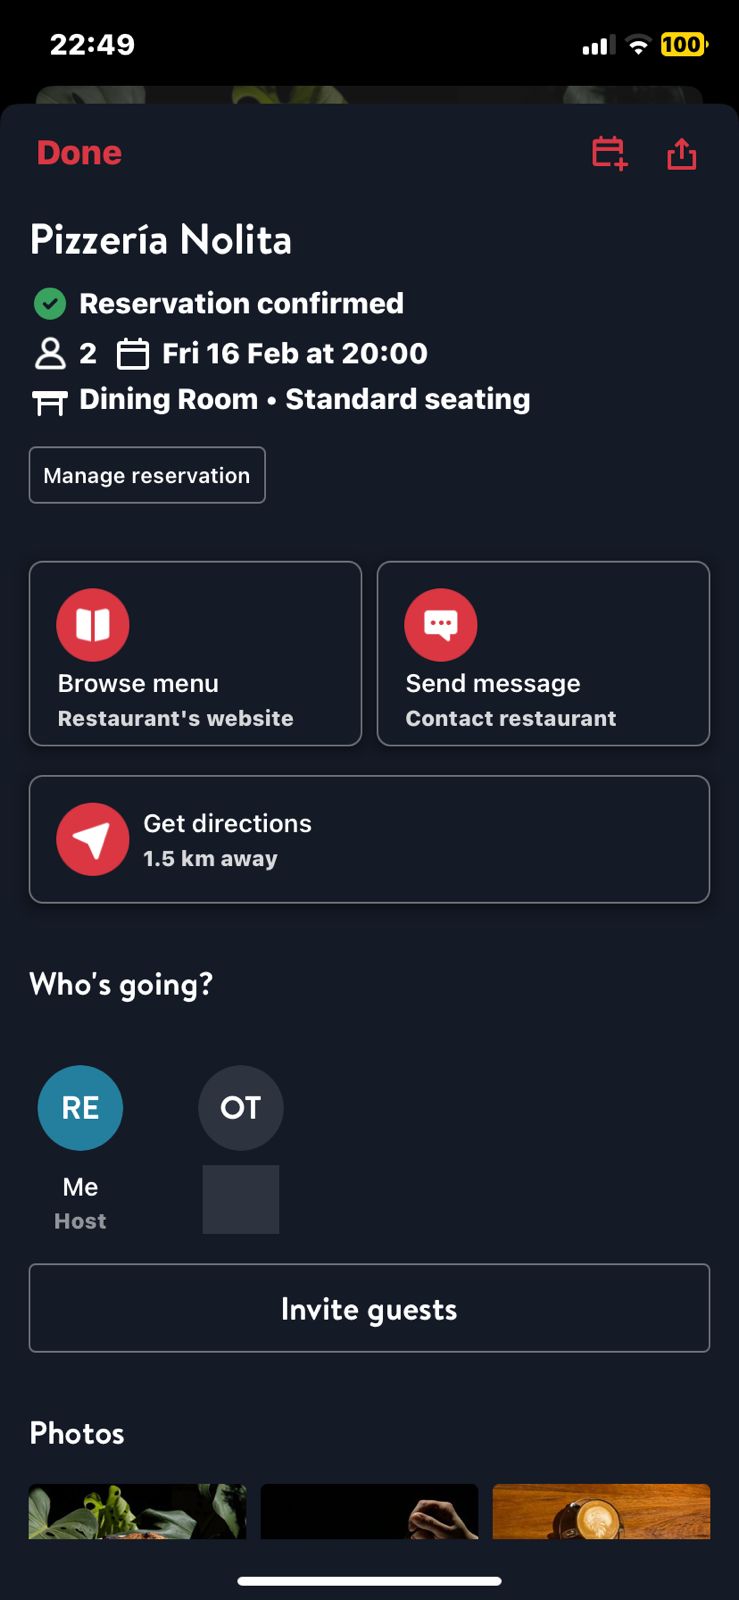 22:49
100
Done
Pizzería Nolita
Reservation confirmed
2 Fri 16 Feb at 20:00
Dining Room • Standard seating
Manage reservation
Browse menu
Restaurant's website
Send message
Contact restaurant
Get directions
1.5 km away
Who's going?
RE
Me
Host
OT
Invite guests
Photos